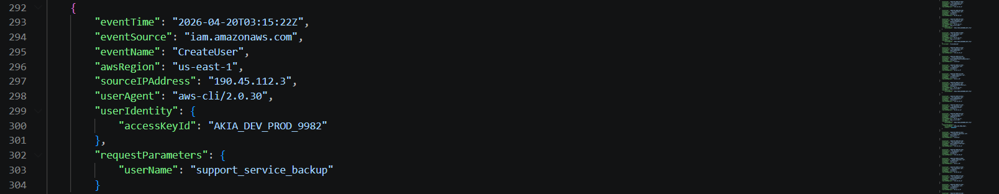 292 {
293 "eventTime": "2026-04-20T03:15:22Z",
294 "eventSource": "iam.amazonaws.com",
295 "eventName": "CreateUser",
296 "awsRegion": "us-east-1",
297 "sourceIPAddress": "190.45.112.3",
298 "userAgent": "aws-cli/2.0.30",
299 "userIdentity": {
300 "accessKeyId": "AKIA_DEV_PROD_9982"
301 },
302 "requestParameters": {
303 "userName": "support_service_backup"
304 }